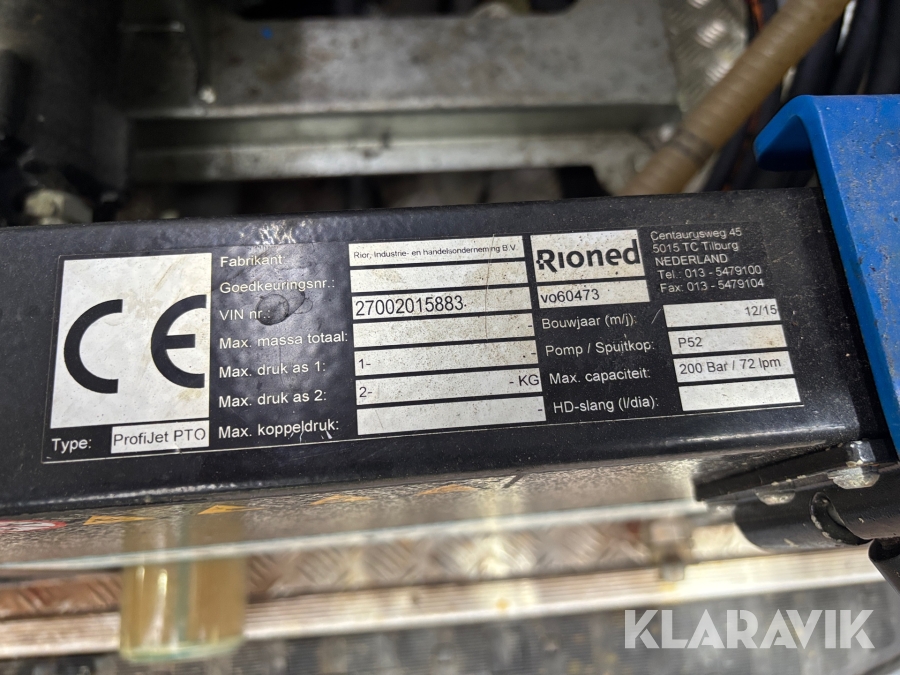 CE
Type: ProfiJet PTO
Fabrikant: Rior, Industrie- en handelsonderneming B.V.
Goedkeuringsnr.:
VIN nr.: 27002015883.
Max. massa totaal: -
Max. druk as 1: 1- -
Max. druk as 2: 2- - KG
Max. koppeldruk: -
Rioned
vo60473
Centaurusweg 45
5015 TC Tilburg
NEDERLAND
Tel.: 013 - 5479100
Fax: 013 - 5479104
Bouwjaar (m/j): 12/15
Pomp / Spuitkop: P52
Max. capaciteit: 200 Bar / 72 lpm
HD-slang (l/dia):
KLARAVIK